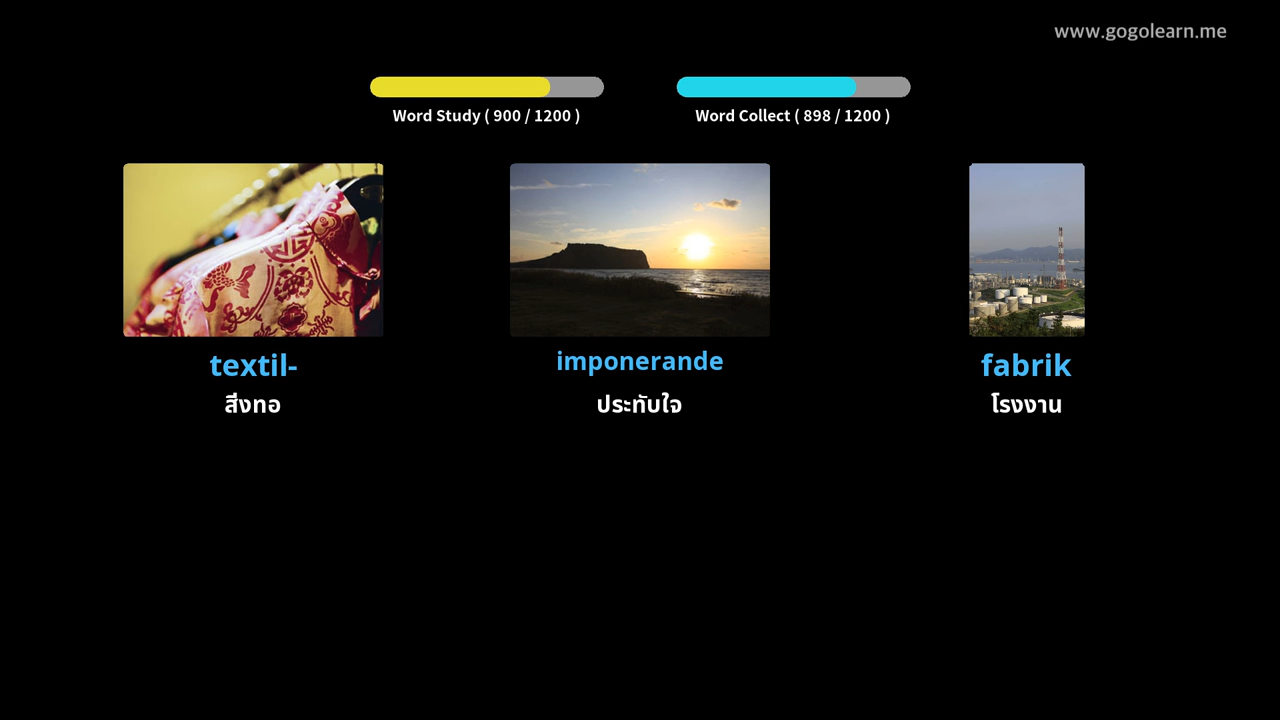 www.gogolearn.me
Word Study ( 900 / 1200 )
Word Collect ( 898 / 1200 )
textil-
imponerande
fabrik
สิ่งทอ
ประทับใจ
โรงงาน